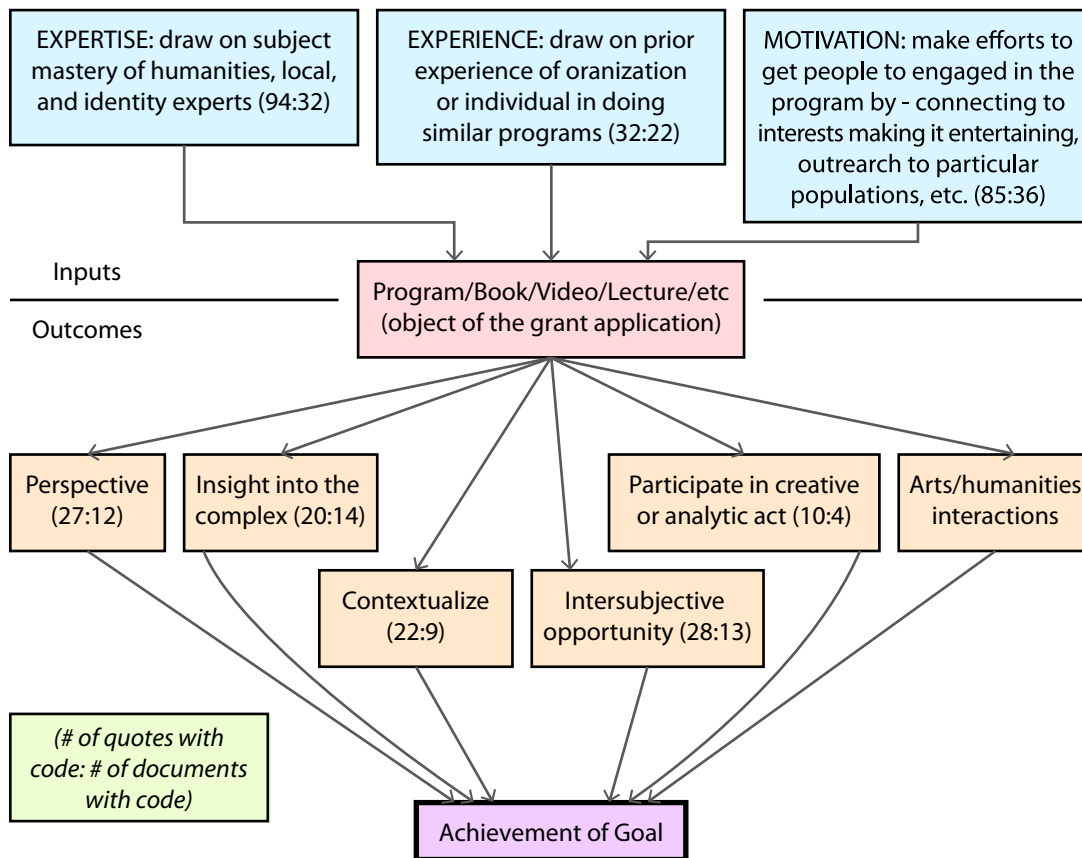 EXPERTISE: draw on subject
mastery of humanities, local,
and identity experts (94:32)
EXPERIENCE: draw on prior
experience of oranization
or individual in doing
similar programs (32:22)
MOTIVATION: make efforts to
get people to engaged in the
program by - connecting to
interests making it entertaining,
outrearch to particular
populations, etc. (85:36)
Inputs
Outcomes
Program/Book/Video/Lecture/etc
(object of the grant application)
Perspective
(27:12)
Insight into the
complex (20:14)
Participate in creative
or analytic act (10:4)
Arts/humanities
interactions
Contextualize
(22:9)
Intersubjective
opportunity (28:13)
(# of quotes with
code: # of documents
with code)
Achievement of Goal